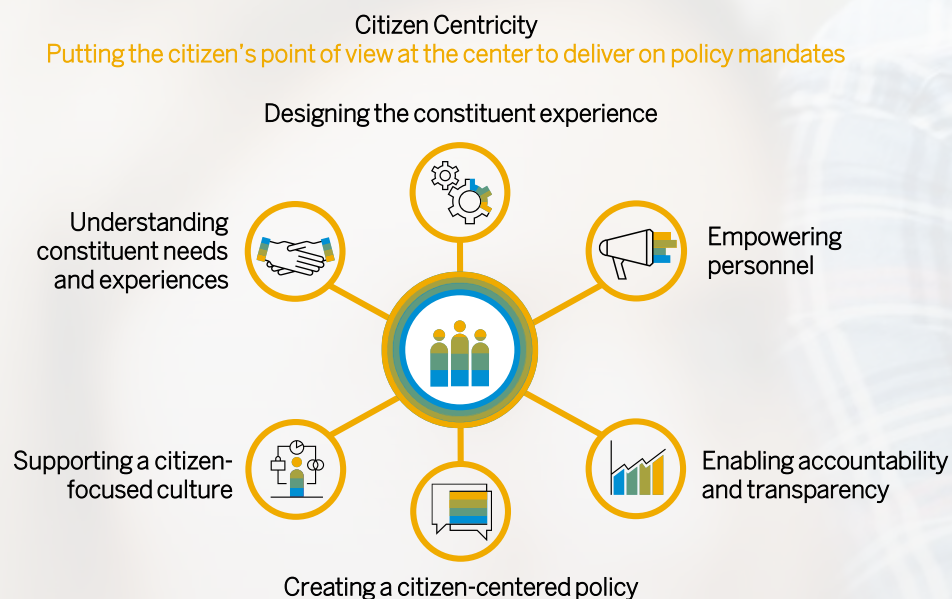 Citizen Centricity
Putting the citizen's point of view at the center to deliver on policy mandates
Designing the constituent experience
Understanding
constituent needs
and experiences
Empowering
personnel
Supporting a citizen-
focused culture
Enabling accountability
and transparency
Creating a citizen-centered policy